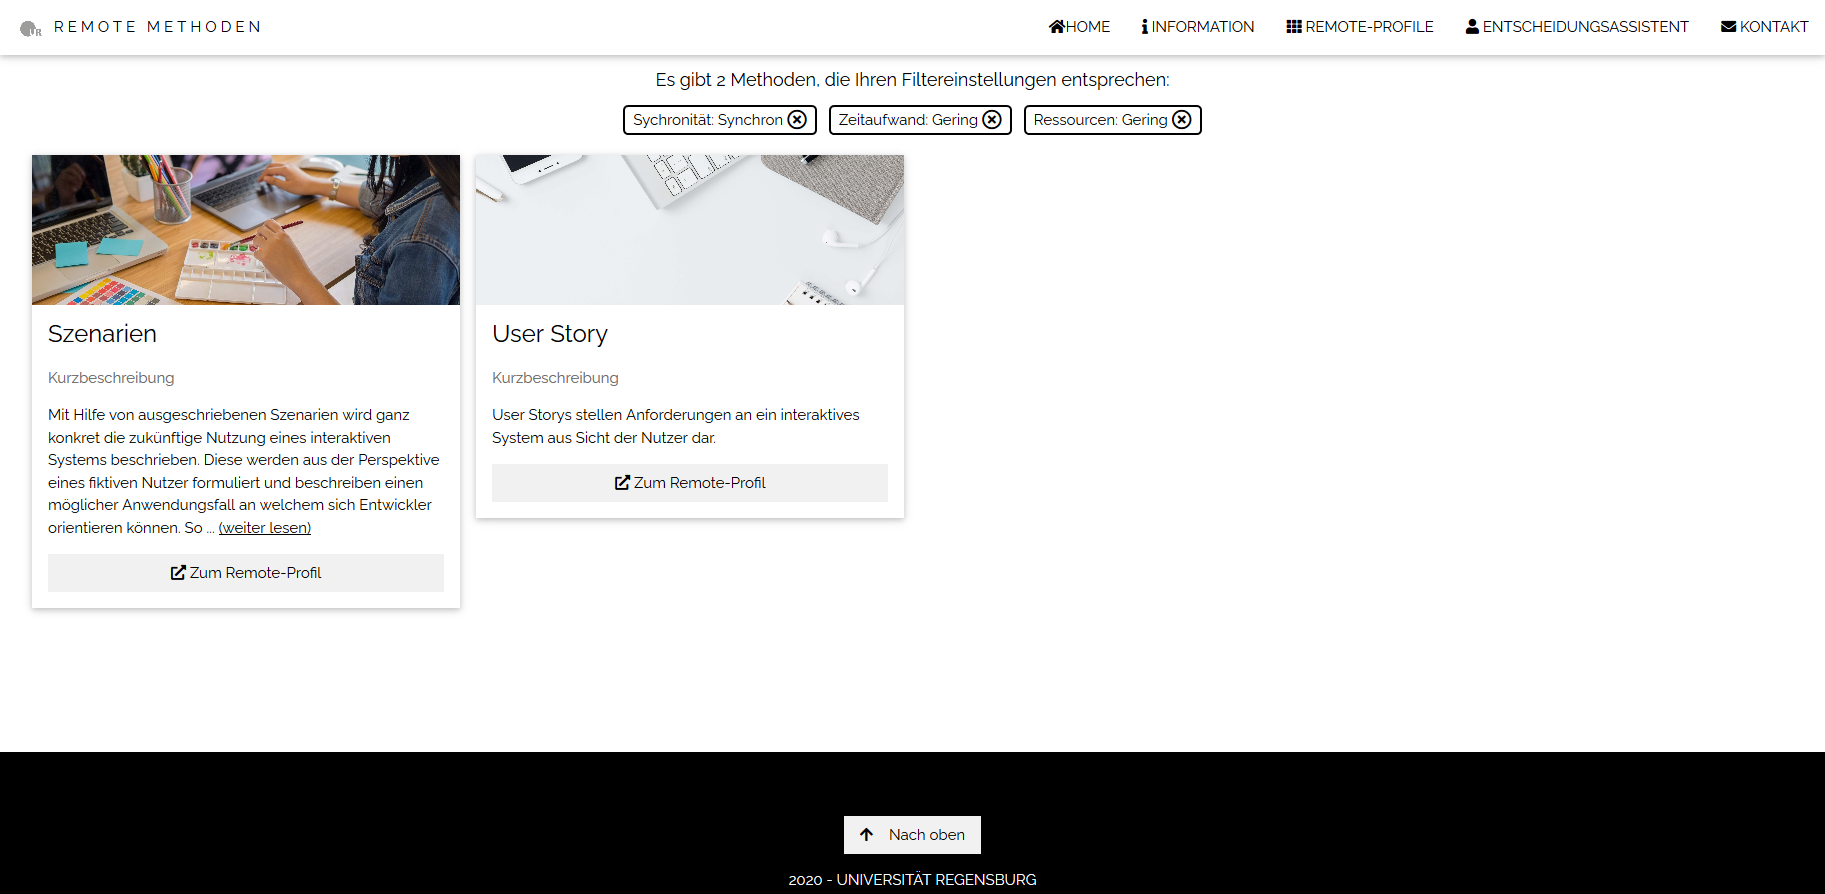 REMOTE METHODEN
HOME INFORMATION REMOTE-PROFILE ENTSCHEIDUNGSASSISTENT KONTAKT
Es gibt 2 Methoden, die Ihren Filtereinstellungen entsprechen:
Sychronität: Synchron Zeitaufwand: Gering Ressourcen: Gering
Szenarien
Kurzbeschreibung
Mit Hilfe von ausgeschriebenen Szenarien wird ganz
konkret die zukünftige Nutzung eines interaktiven
Systems beschrieben. Diese werden aus der Perspektive
eines fiktiven Nutzer formuliert und beschreiben einen
möglicher Anwendungsfall an welchem sich Entwickler
orientieren können. So ... (weiter lesen)
Zum Remote-Profil
User Story
Kurzbeschreibung
User Storys stellen Anforderungen an ein interaktives
System aus Sicht der Nutzer dar.
Zum Remote-Profil
Nach oben
2020 - UNIVERSITÄT REGENSBURG